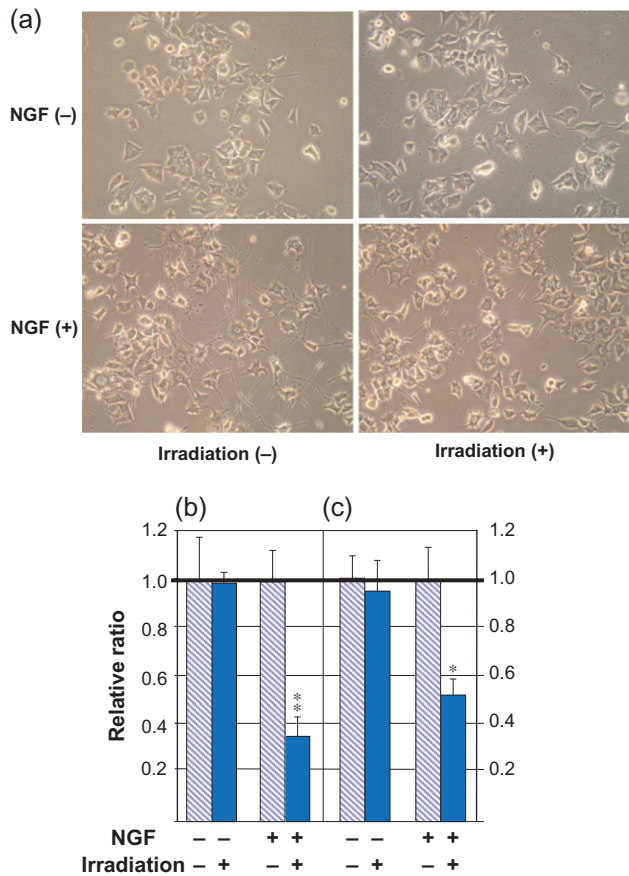 (a)
NGF (–)
NGF (+)
Irradiation (–) Irradiation (+)
(b) (c)
1.2 1.2
1.0 1.0
0.8 0.8
0.6 0.6
0.4 0.4
0.2 0.2
Relative ratio
** *
NGF – – + + – – + +
Irradiation – + – + – + – +